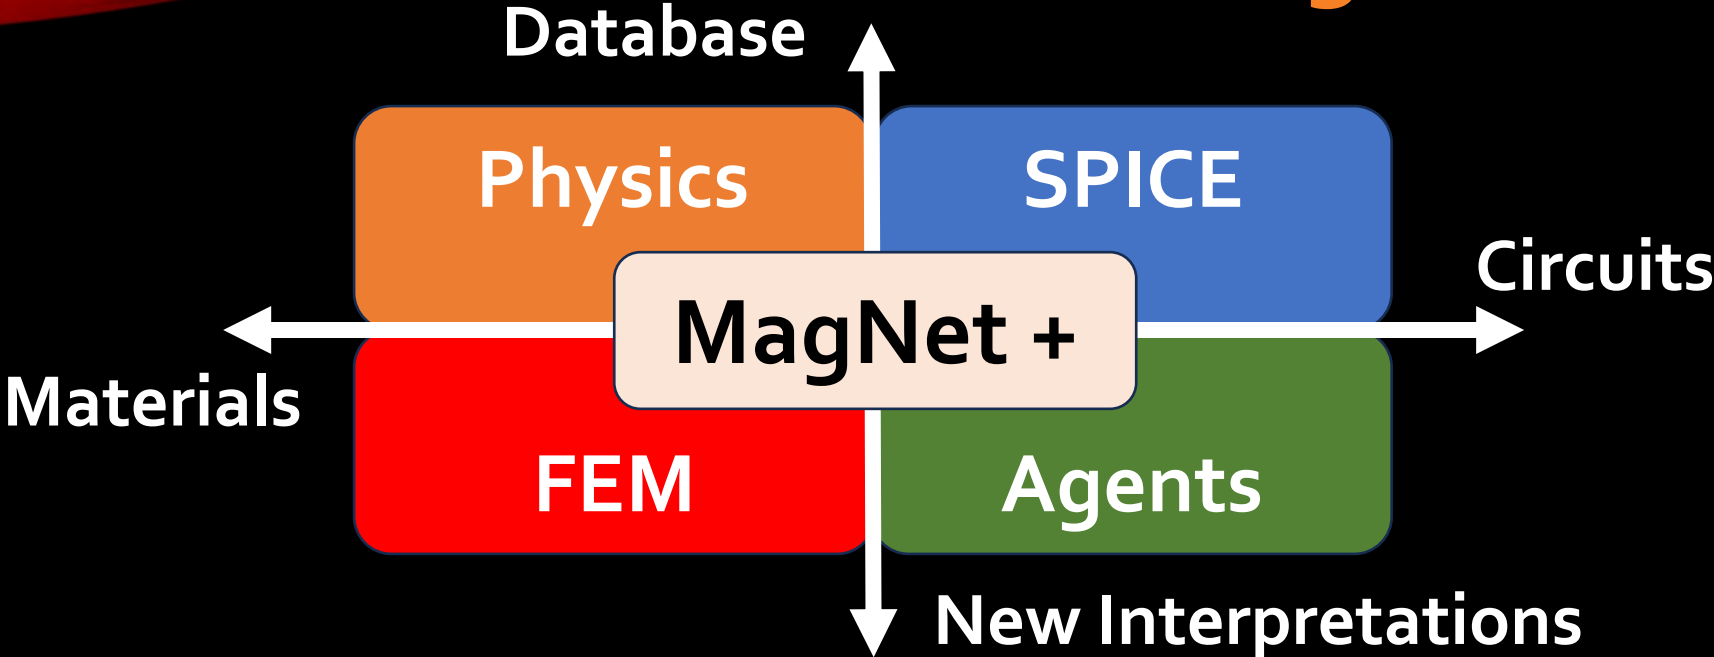 Database
Physics
SPICE
Circuits
MagNet +
Materials
FEM
Agents
New Interpretations